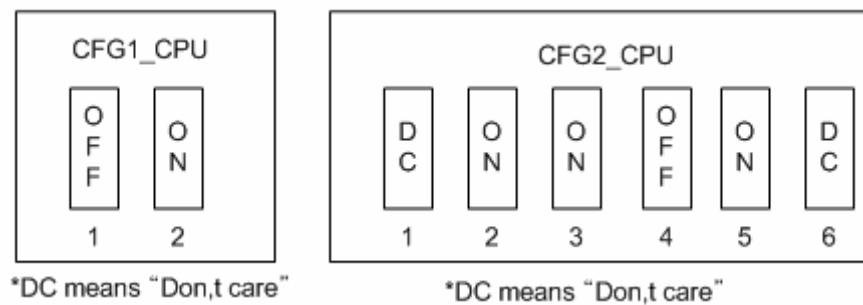 CFG1_CPU
OFF ON
1 2
*DC means “Don,t care”
CFG2_CPU
DC ON ON OFF ON DC
1 2 3 4 5 6
*DC means “Don,t care”